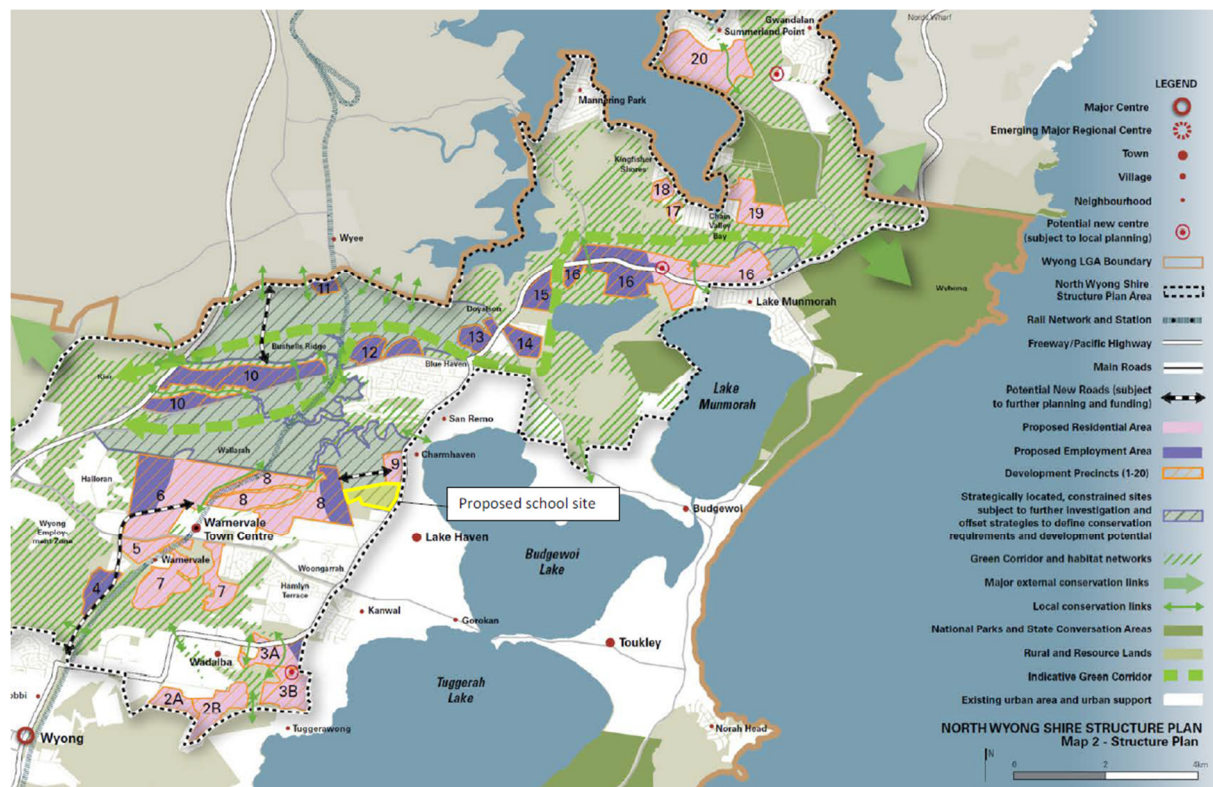 Nords Wharf
Gwandalan
Summerland Point
20
Mannering Park
Kingfisher
Shores
18
17
19
Chain
Valley
Bay
Wyee
16
16
16
Lake Munmorah
Wybung
11
15
Doyalson
Bushells Ridge
13
14
12
Blue Haven
Kiar
10
10
Lake
Munmorah
San Remo
Charmhaven
Wallarah
9
8
Halloran
6
8
8
Proposed school site
Budgewoi
Wyong
Employ-
ment Zone
Warnervale
Town Centre
Lake Haven
5
Warnervale
Woongarrah
Budgewoi
Lake
4
7
7
Hamlyn
Terrace
Kanwal
Gorokan
Toukley
Wadalba
3A
3B
2A
2B
Tuggerah
Lake
obbi
Tuggerawong
Norah Head
Wyong
LEGEND
Major Centre
Emerging Major Regional Centre
Town
Village
Neighbourhood
Potential new centre
(subject to local planning)
Wyong LGA Boundary
North Wyong Shire
Structure Plan Area
Rail Network and Station
Freeway/Pacific Highway
Main Roads
Potential New Roads (subject
to further planning and funding)
Proposed Residential Area
Proposed Employment Area
Development Precincts (1-20)
Strategically located, constrained sites
subject to further investigation and
offset strategies to define conservation
requirements and development potential
Green Corridor and habitat networks
Major external conservation links
Local conservation links
National Parks and State Conversation Areas
Rural and Resource Lands
Indicative Green Corridor
Existing urban area and urban support
NORTH WYONG SHIRE STRUCTURE PLAN
Map 2 - Structure Plan
N
0 2 4km